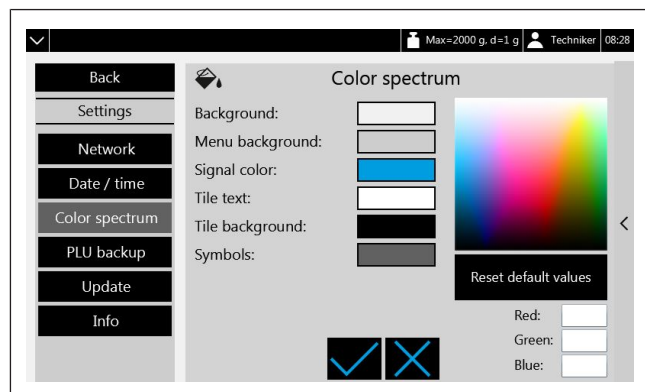 Max=2000 g, d=1 g Techniker 08:28
Back
Settings
Network
Date / time
Color spectrum
PLU backup
Update
Info
Color spectrum
Background:
Menu background:
Signal color:
Tile text:
Tile background:
Symbols:
Reset default values
Red:
Green:
Blue: